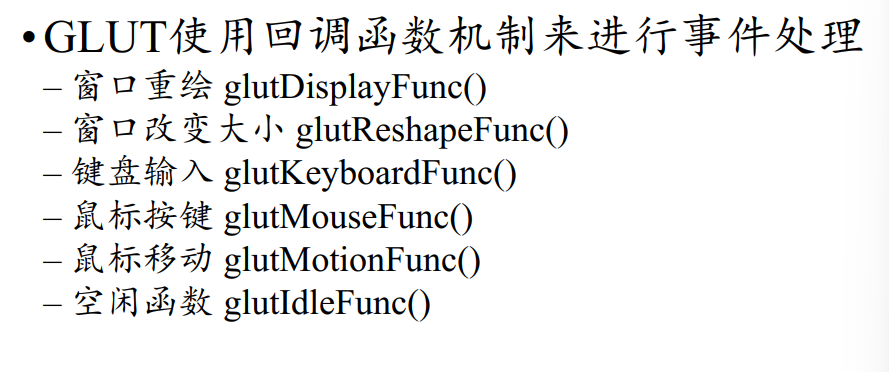 •GLUT使用回调函数机制来进行事件处理
– 窗口重绘 glutDisplayFunc()
– 窗口改变大小 glutReshapeFunc()
– 键盘输入 glutKeyboardFunc()
– 鼠标按键 glutMouseFunc()
– 鼠标移动 glutMotionFunc()
– 空闲函数 glutIdleFunc()